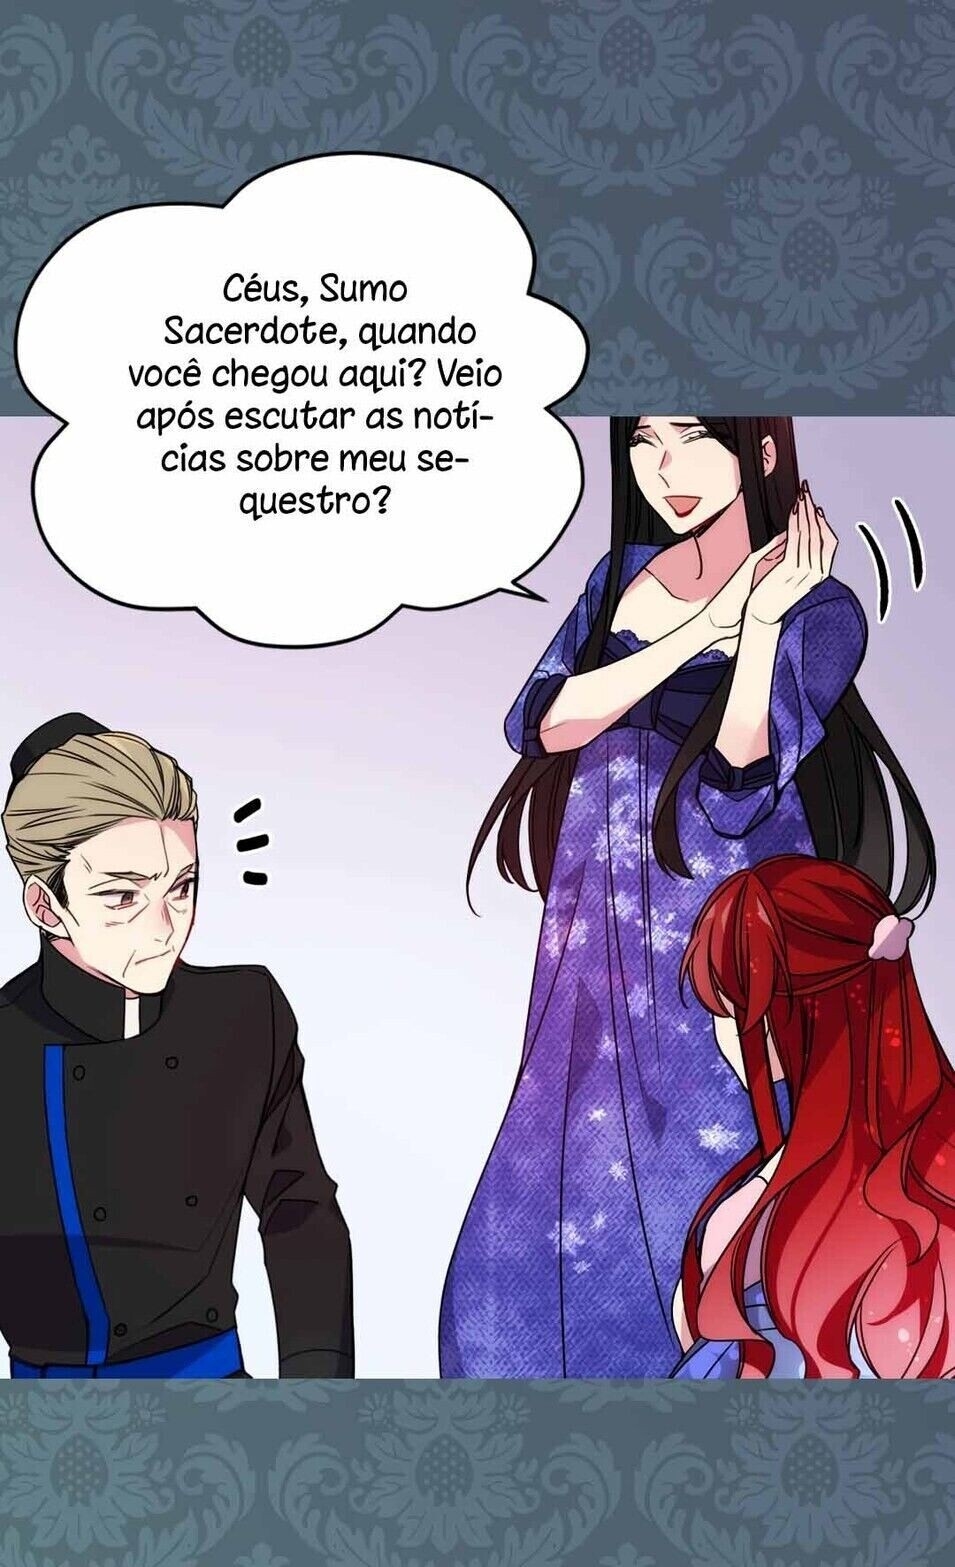 Céus, Sumo
Sacerdote, quando
você chegou aqui? Veio
após escutar as notí-
cias sobre meu se-
questro?